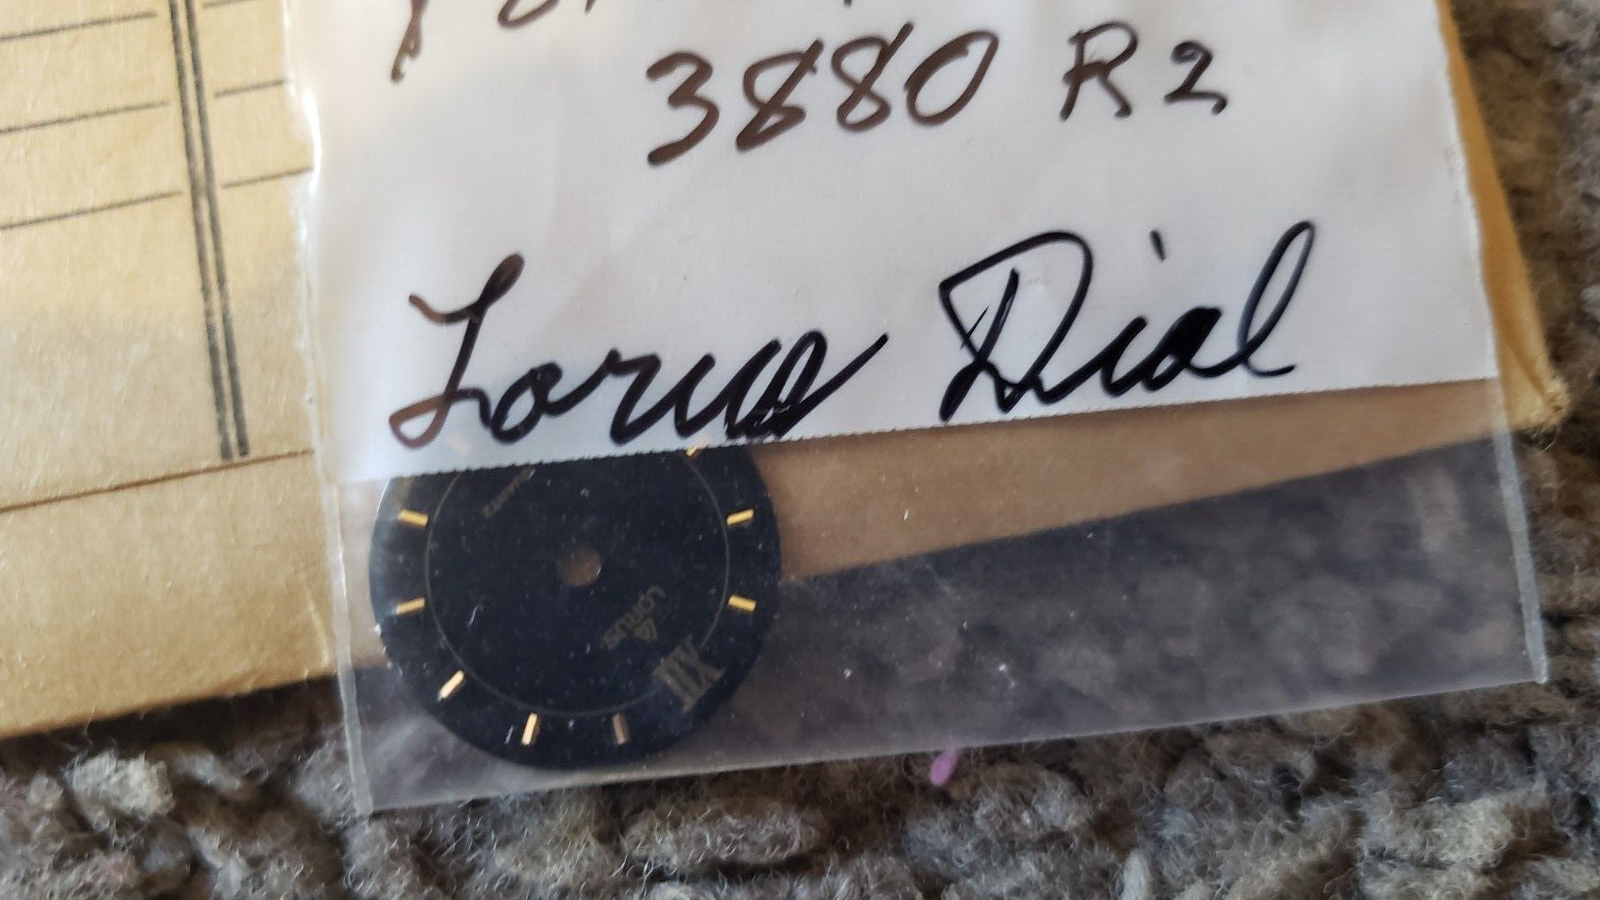 3880 R2
Lorus Dial
QUARTZ
LORUS
XII